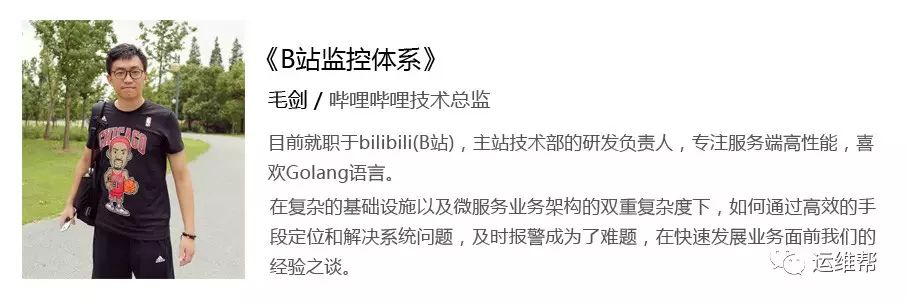 《B站监控体系》
毛剑 / 哔哩哔哩技术总监
目前就职于bilibili(B站)，主站技术部的研发负责人，专注服务端高性能，喜
欢Golang语言。
在复杂的基础设施以及微服务业务架构的双重复杂度下，如何通过高效的手
段定位和解决系统问题，及时报警成为了难题，在快速发展业务面前我们的
经验之谈。
运维帮
CHICAGO
adidas